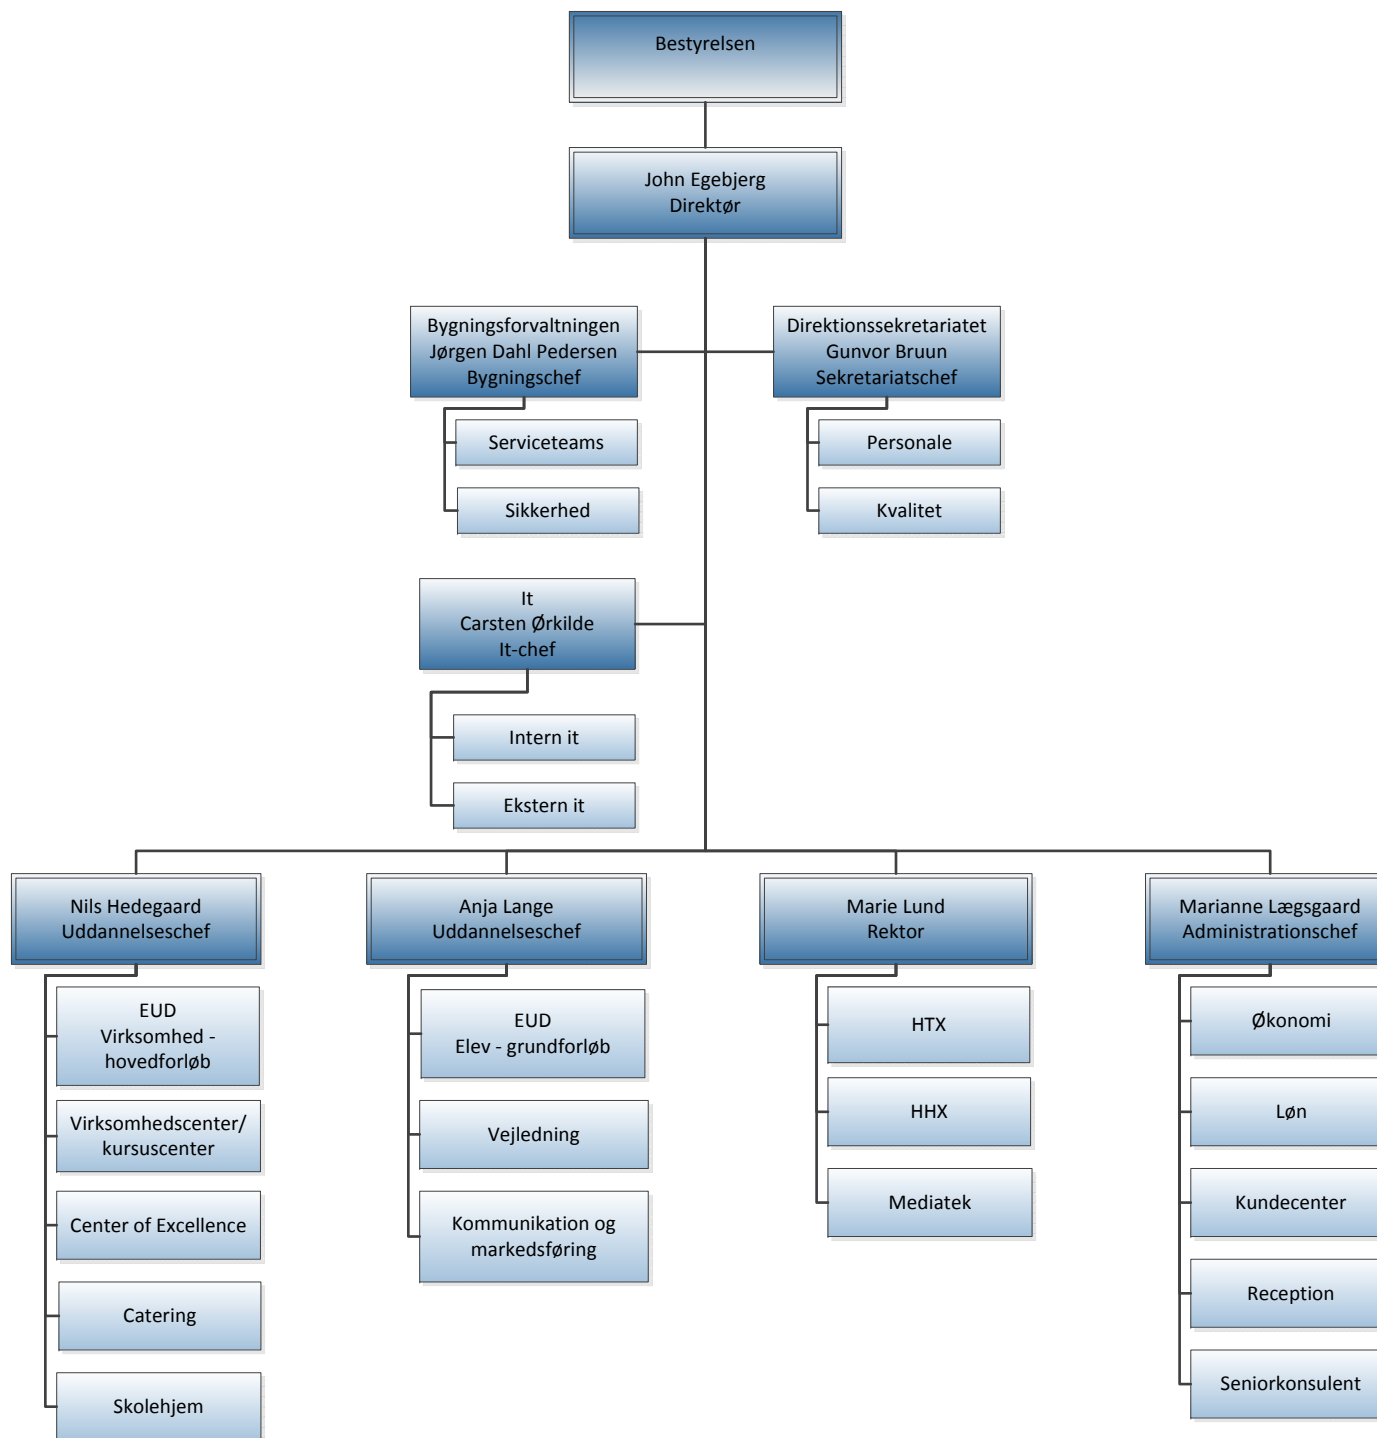 Bestyrelsen
John Egebjerg
Direktør
Bygningsforvaltningen
Jørgen Dahl Pedersen
Bygningschef
Serviceteams
Sikkerhed
Direktionssekretariatet
Gunvor Bruun
Sekretariatschef
Personale
Kvalitet
It
Carsten Ørkilde
It-chef
Intern it
Ekstern it
Nils Hedegaard
Uddannelseschef
EUD
Virksomhed -
hovedforløb
Virksomhedscenter/
kursuscenter
Center of Excellence
Catering
Skolehjem
Anja Lange
Uddannelseschef
EUD
Elev - grundforløb
Vejledning
Kommunikation og
markedsføring
Marie Lund
Rektor
HTX
HHX
Mediatek
Marianne Lægsgaard
Administrationschef
Økonomi
Løn
Kundecenter
Reception
Seniorkonsulent